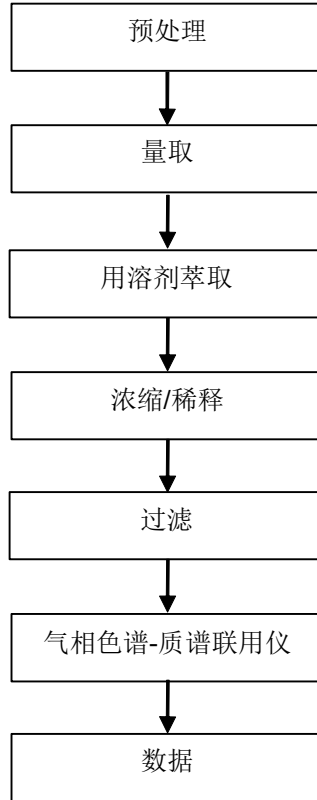 预处理
量取
用溶剂萃取
浓缩/稀释
过滤
气相色谱-质谱联用仪
数据